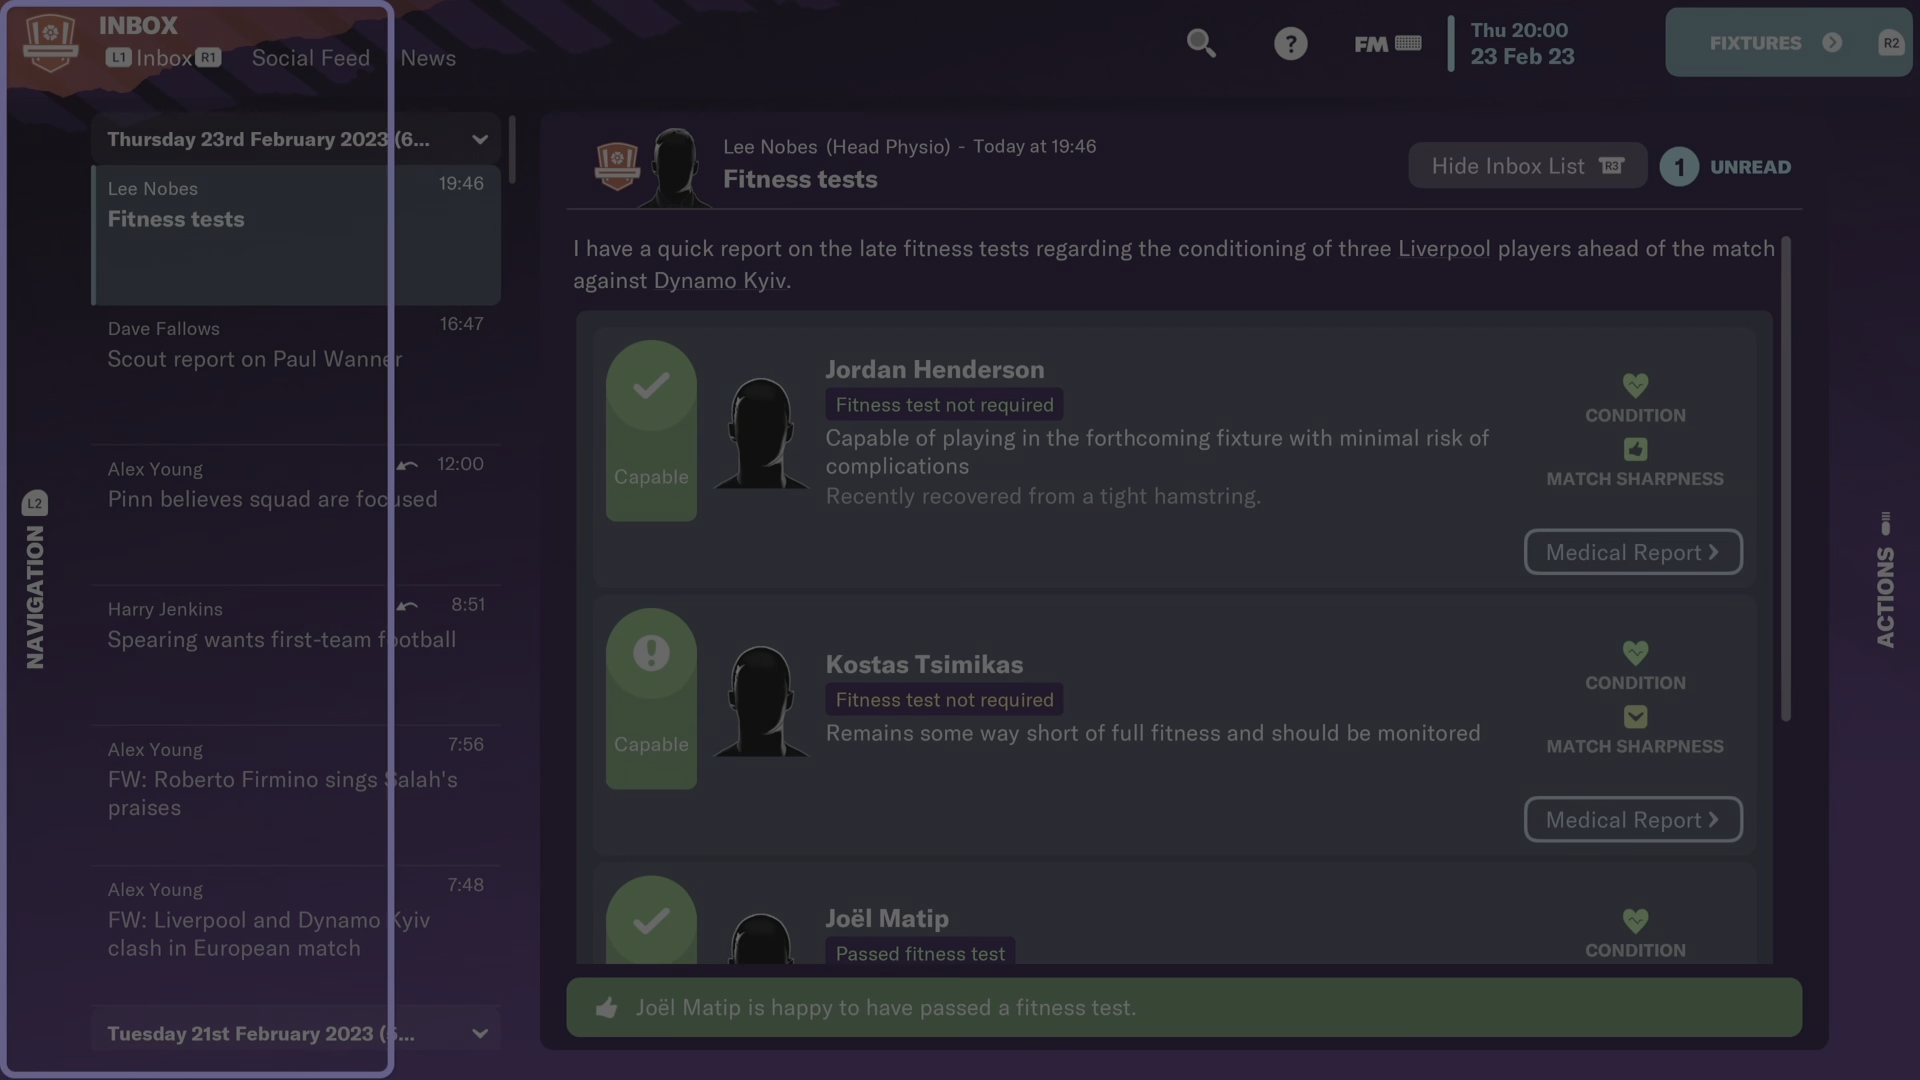 INBOX
L1 Inbox R1 Social Feed News
? FM Thu 20:00
23 Feb 23
FIXTURES R2
NAVIGATION L2
Thursday 23rd February 2023 (6...
Lee Nobes 19:46
Fitness tests
Dave Fallows 16:47
Scout report on Paul Wanner
Alex Young 12:00
Pinn believes squad are focused
Harry Jenkins 8:51
Spearing wants first-team football
Alex Young 7:56
FW: Roberto Firmino sings Salah's
praises
Alex Young 7:48
FW: Liverpool and Dynamo Kyiv
clash in European match
Tuesday 21st February 2023 (5...
Lee Nobes (Head Physio) - Today at 19:46
Fitness tests
Hide Inbox List R3
1 UNREAD
I have a quick report on the late fitness tests regarding the conditioning of three Liverpool players ahead of the match
against Dynamo Kyiv.
Capable
Jordan Henderson
Fitness test not required
Capable of playing in the forthcoming fixture with minimal risk of
complications
Recently recovered from a tight hamstring.
CONDITION
MATCH SHARPNESS
Medical Report
Capable
Kostas Tsimikas
Fitness test not required
Remains some way short of full fitness and should be monitored
CONDITION
MATCH SHARPNESS
Medical Report
Joël Matip
Passed fitness test
CONDITION
Joël Matip is happy to have passed a fitness test.
ACTIONS